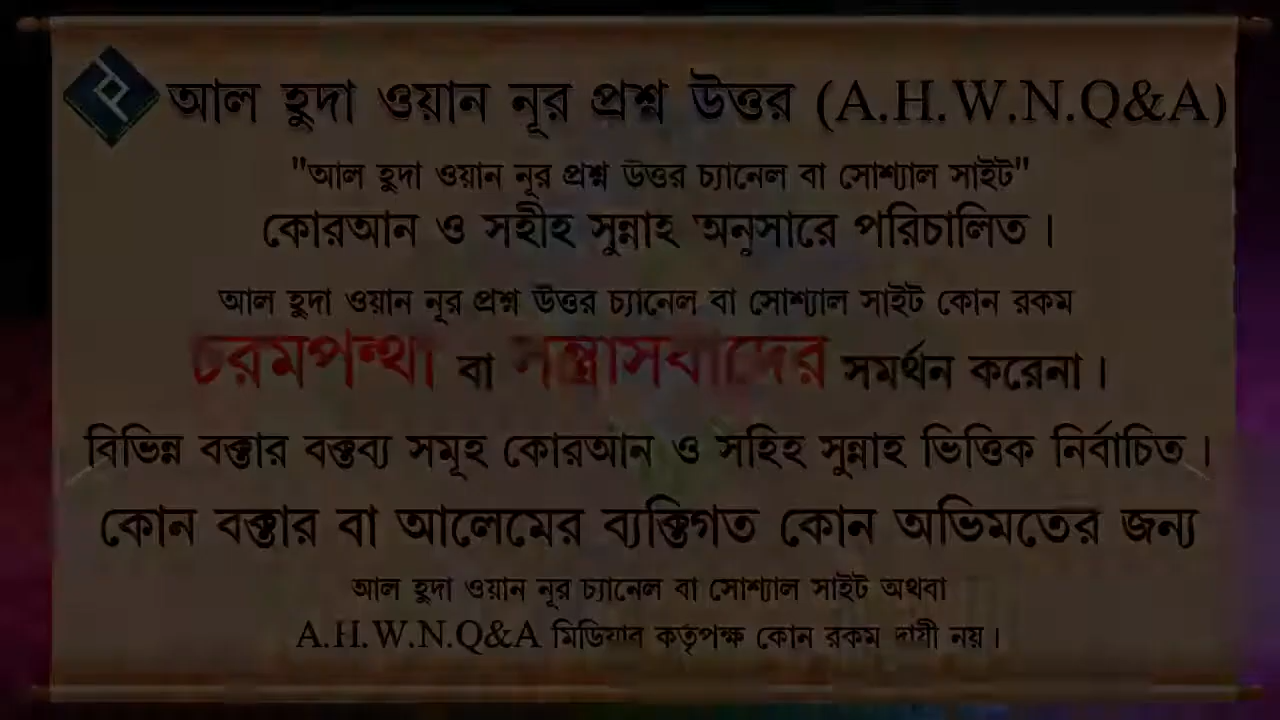 আল হুদা ওয়ান নূর প্রশ্ন উত্তর (A.H.W.N.Q&A)
"আল হুদা ওয়ান নূর প্রশ্ন উত্তর চ্যানেল বা সোশ্যাল সাইট"
কোরআন ও সহীহ সুন্নাহ অনুসারে পরিচালিত।
আল হুদা ওয়ান নূর প্রশ্ন উত্তর চ্যানেল বা সোশ্যাল সাইট কোন রকম
চরমপন্থা বা সন্ত্রাসবাদের সমর্থন করেনা।
বিভিন্ন বক্তার বক্তব্য সমূহ কোরআন ও সহিহ সুন্নাহ ভিত্তিক নির্বাচিত।
কোন বক্তার বা আলেমের ব্যক্তিগত কোন অভিমতের জন্য
আল হুদা ওয়ান নূর চ্যানেল বা সোশ্যাল সাইট অথবা
A.H.W.N.Q&A মিডিয়ার কর্তৃপক্ষ কোন রকম দায়ী নয়।